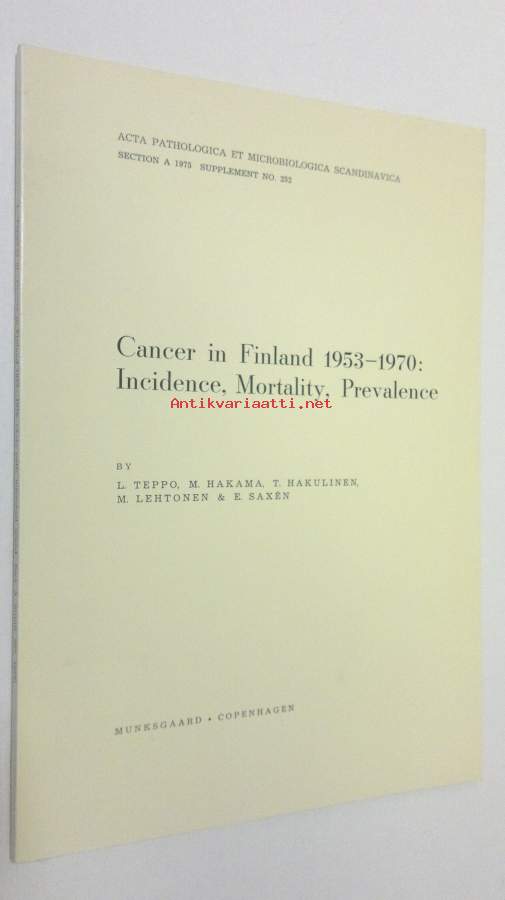 ACTA PATHOLOGICA ET MICROBIOLOGICA SCANDINAVICA
SECTION A 1975 SUPPLEMENT NO. 252
Cancer in Finland 1953–1970:
Incidence, Mortality, Prevalence
Antikvariaatti.net
BY
L. TEPPO, M. HAKAMA, T. HAKULINEN,
M. LEHTONEN & E. SAXÉN
MUNKSGAARD • COPENHAGEN